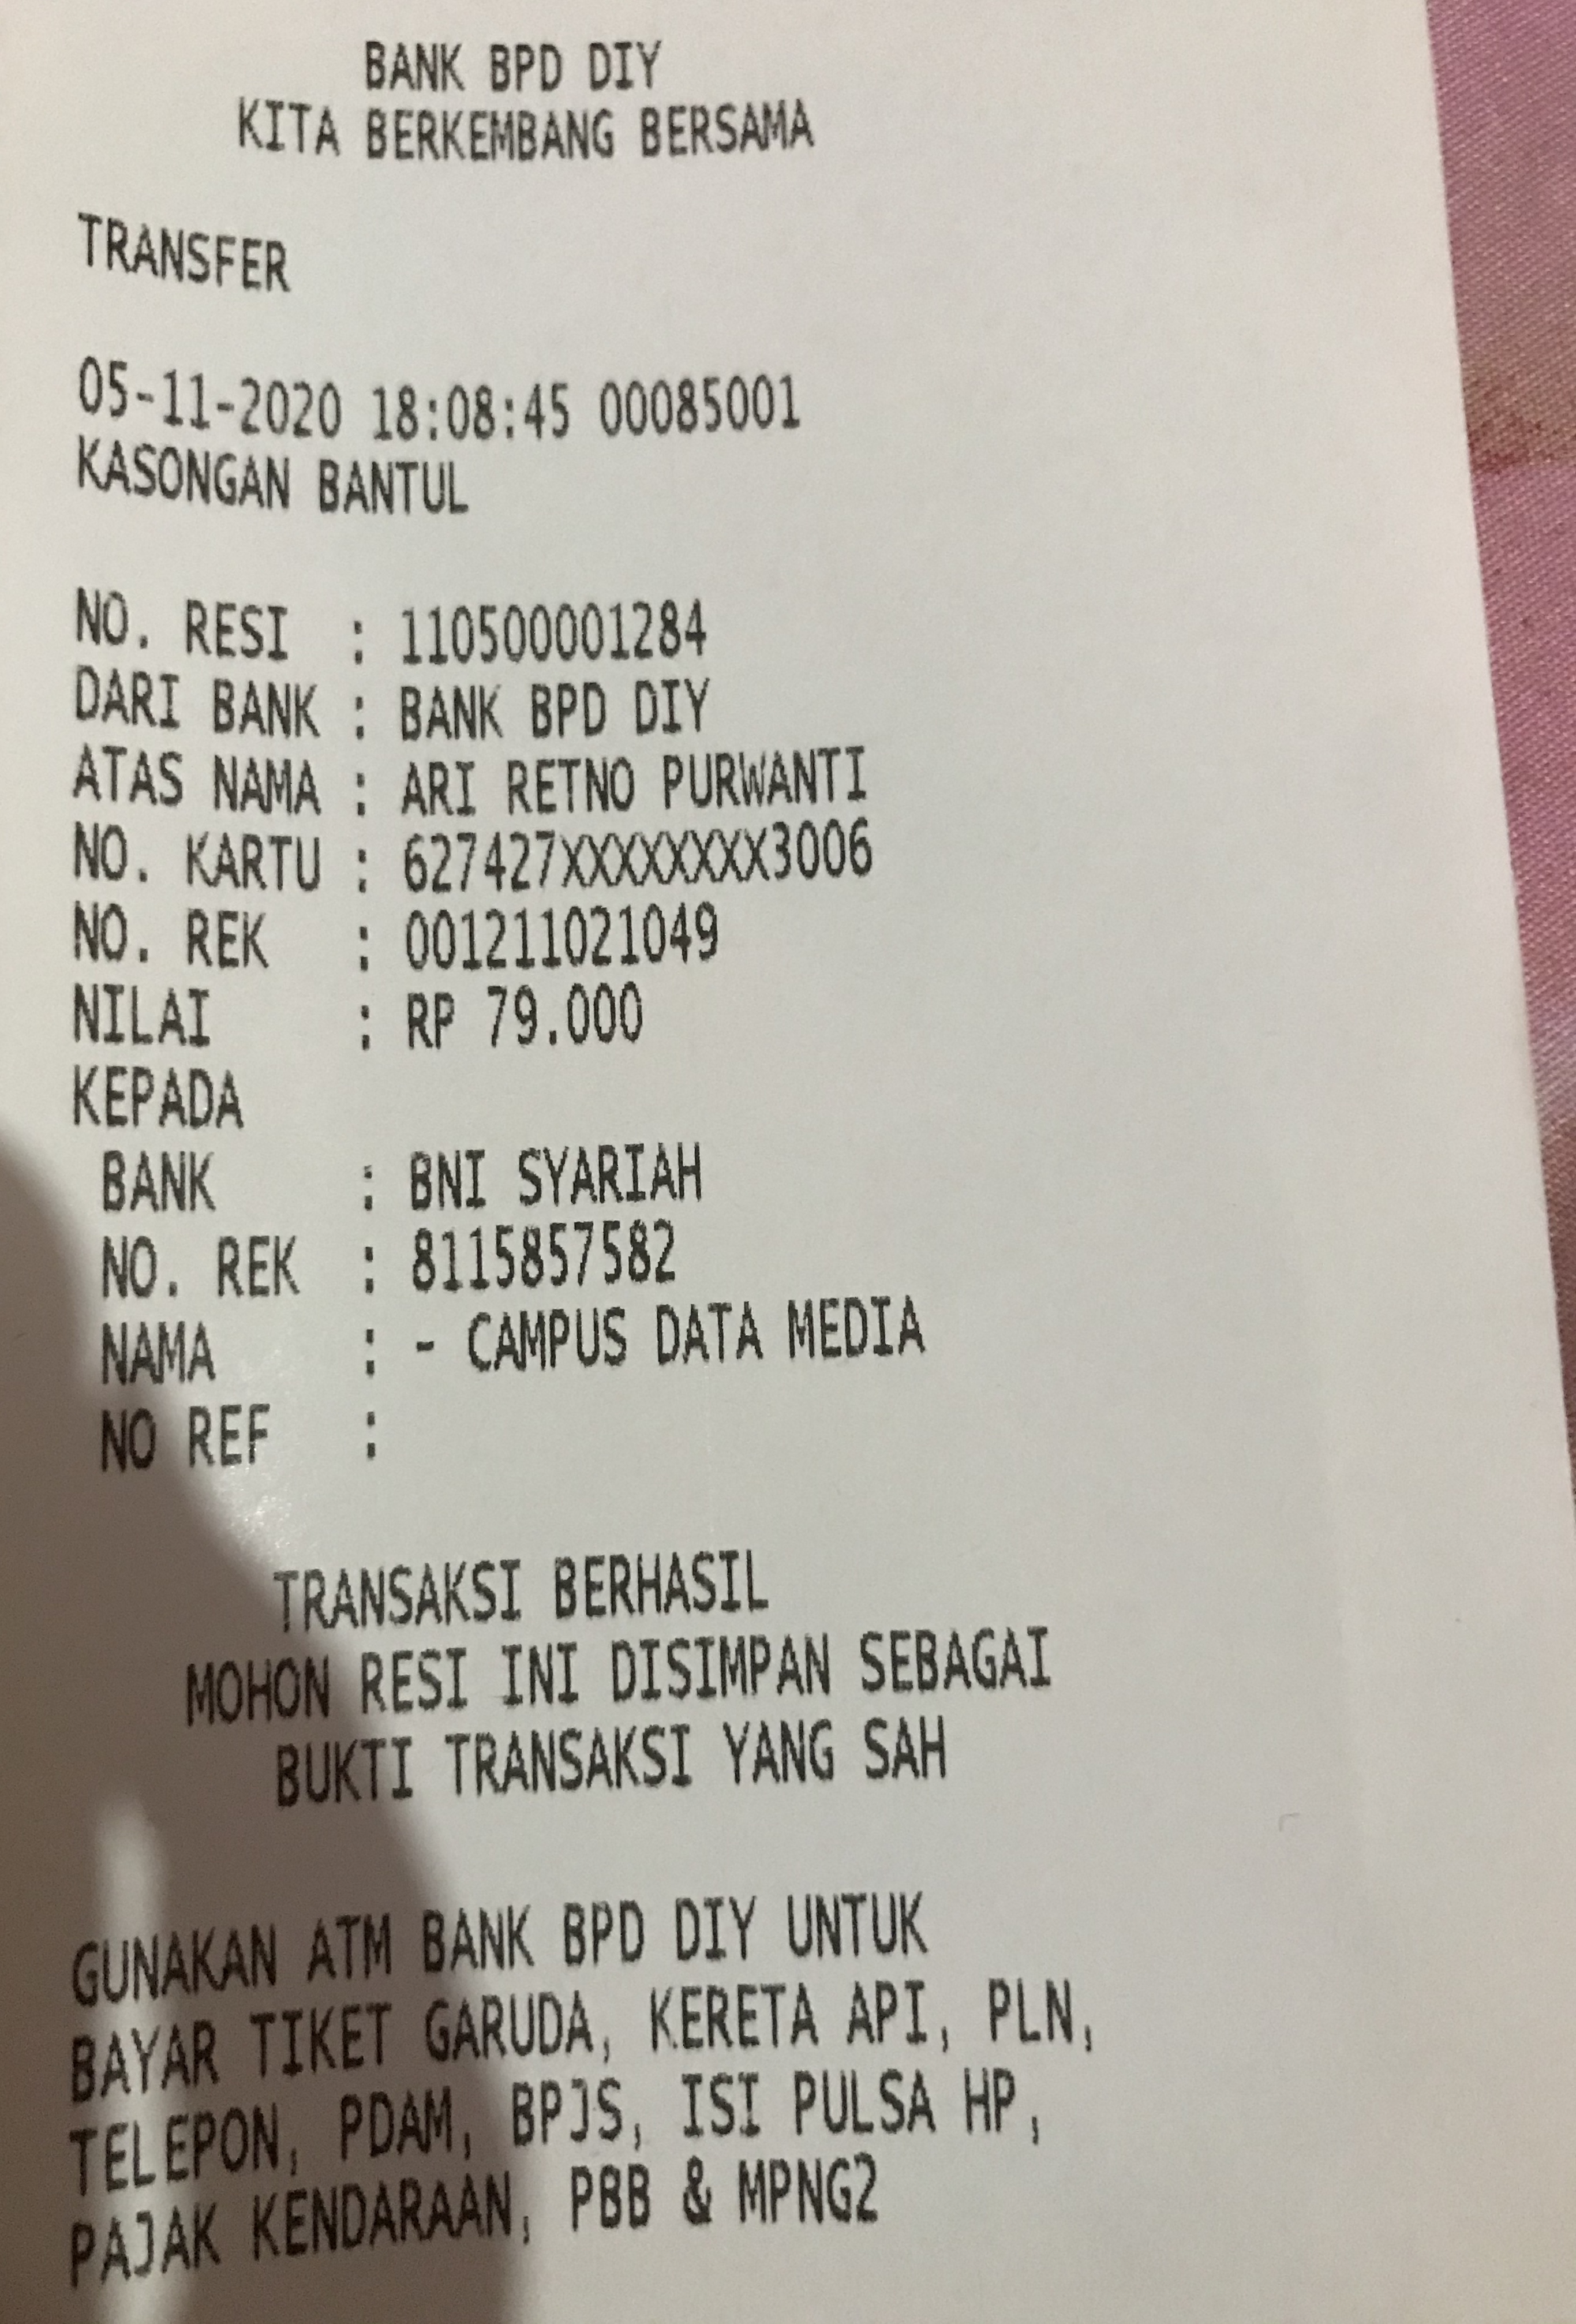 BANK BPD DIY
KITA BERKEMBANG BERSAMA
TRANSFER
05-11-2020 18:08:45 00085001
KASONGAN BANTUL
NO. RESI : 110500001284
DARI BANK : BANK BPD DIY
ATAS NAMA : ARI RETNO PURWANTI
NO. KARTU : 627427XXXXXXXX3006
NO. REK : 001211021049
NILAI : RP 79.000
KEPADA
BANK : BNI SYARIAH
NO. REK : 8115857582
NAMA : - CAMPUS DATA MEDIA
NO REF :
TRANSAKSI BERHASIL
MOHON RESI INI DISIMPAN SEBAGAI
BUKTI TRANSAKSI YANG SAH
GUNAKAN ATM BANK BPD DIY UNTUK
BAYAR TIKET GARUDA, KERETA API, PLN,
TELEPON, PDAM, BPJS, ISI PULSA HP,
PAJAK KENDARAAN, PBB & MPNG2